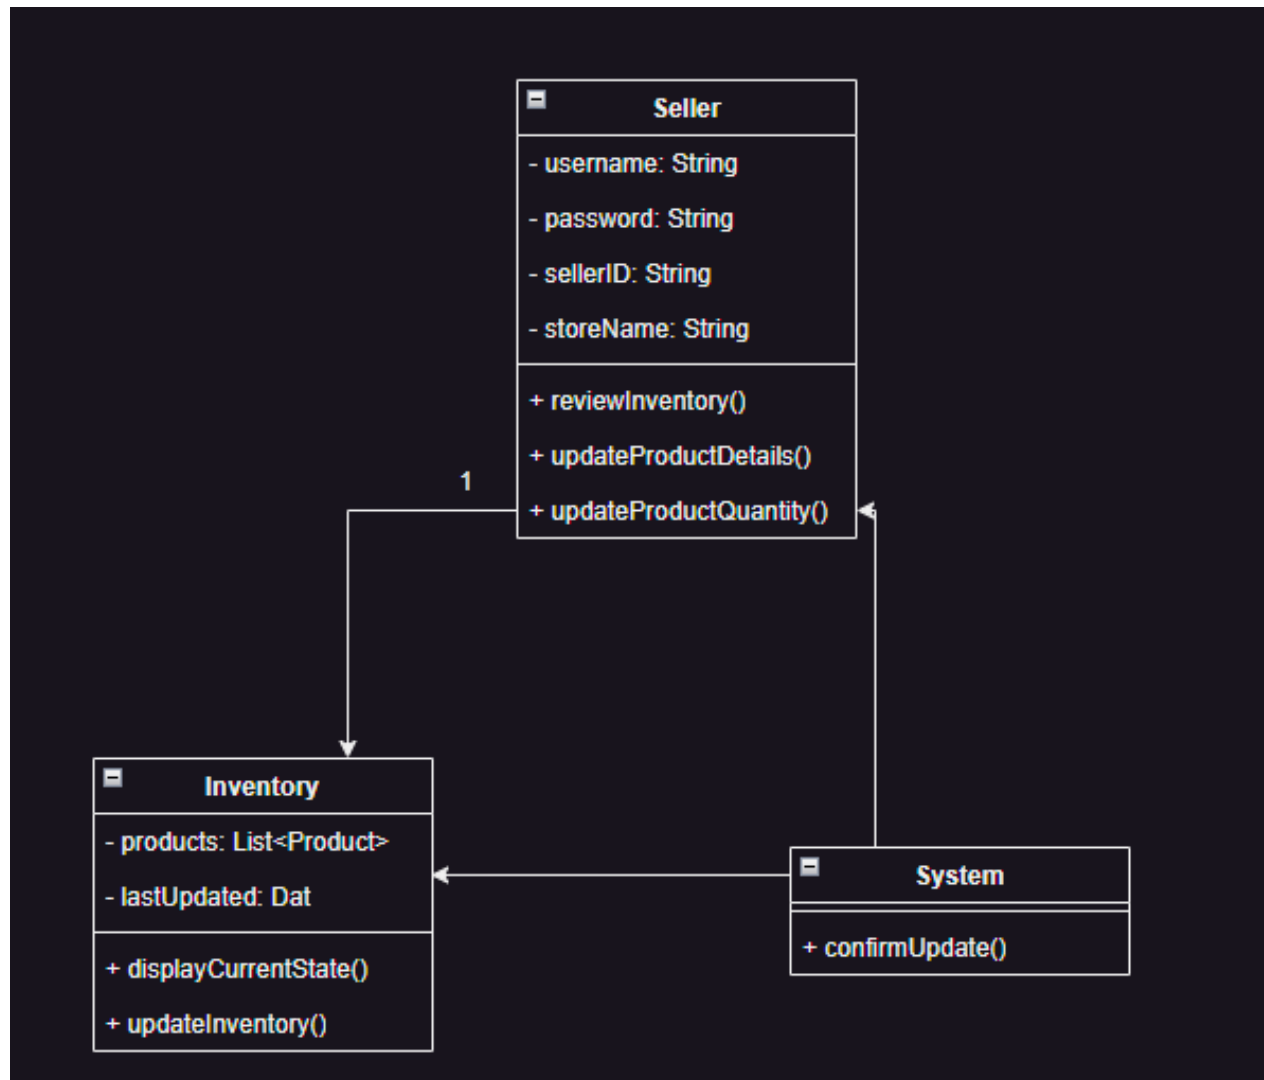 Seller
- username: String
- password: String
- sellerID: String
- storeName: String
+ reviewInventory()
+ updateProductDetails()
1
+ updateProductQuantity()
Inventory
- products: List<Product>
- lastUpdated: Dat
+ displayCurrentState()
+ updateInventory()
System
+ confirmUpdate()